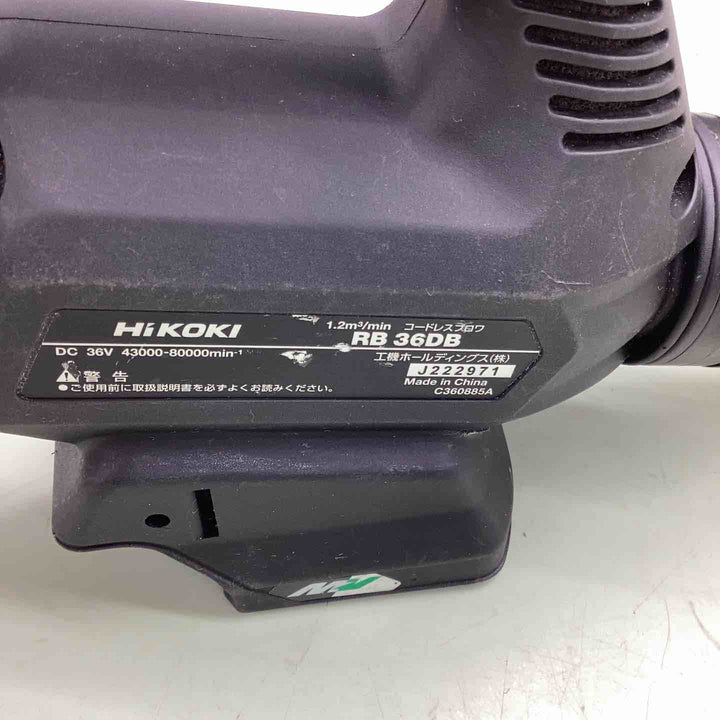 HiKOKI
1.2m³/min コードレスブロワ
RB 36DB
DC 36V 43000-80000min⁻¹
工機ホールディングス(株)
J222971
⚠警告
Made in China
●ご使用前に取扱説明書を必ずよくお読みください。
C360885A
MV